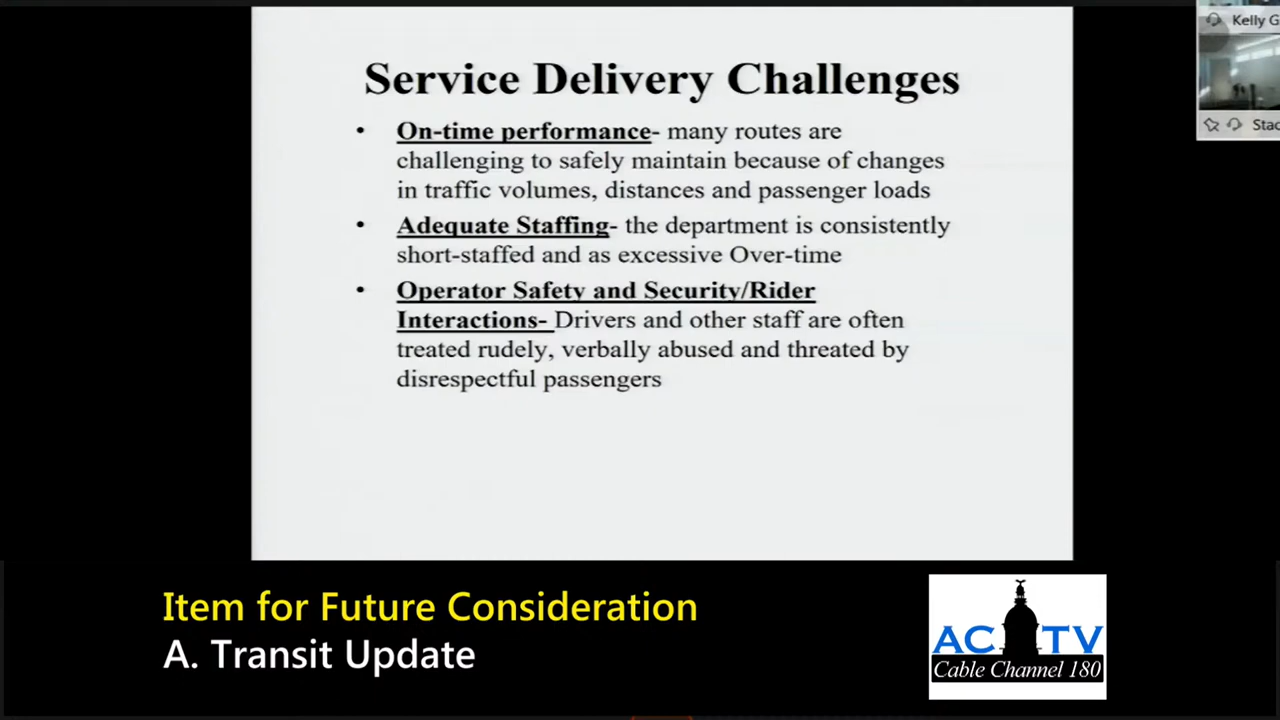 Service Delivery Challenges
• On-time performance- many routes are
challenging to safely maintain because of changes
in traffic volumes, distances and passenger loads
• Adequate Staffing- the department is consistently
short-staffed and as excessive Over-time
• Operator Safety and Security/Rider
Interactions- Drivers and other staff are often
treated rudely, verbally abused and threated by
disrespectful passengers
Kelly G
Stac
Item for Future Consideration
A. Transit Update
AC TV
Cable Channel 180